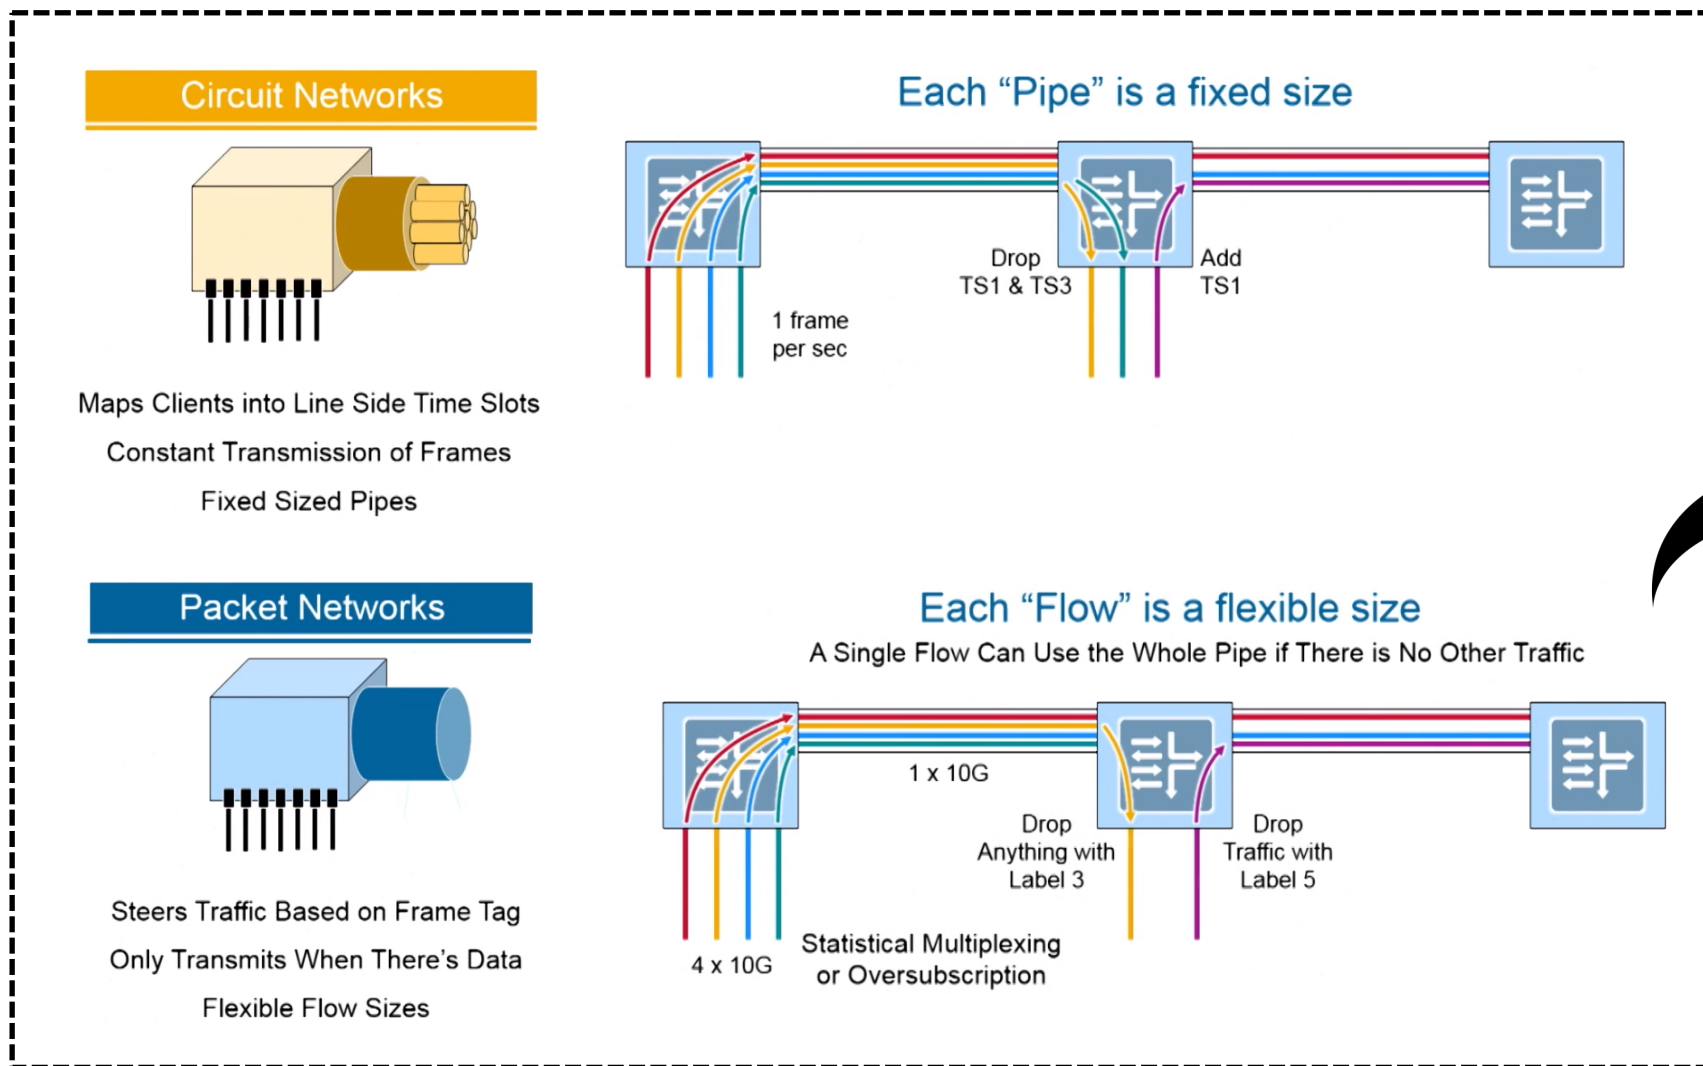 Circuit Networks
Maps Clients into Line Side Time Slots
Constant Transmission of Frames
Fixed Sized Pipes
Each “Pipe” is a fixed size
1 frame
per sec
Drop
TS1 & TS3
Add
TS1
Packet Networks
Steers Traffic Based on Frame Tag
Only Transmits When There’s Data
Flexible Flow Sizes
Each “Flow” is a flexible size
A Single Flow Can Use the Whole Pipe if There is No Other Traffic
1 x 10G
4 x 10G
Statistical Multiplexing
or Oversubscription
Drop
Anything with
Label 3
Drop
Traffic with
Label 5